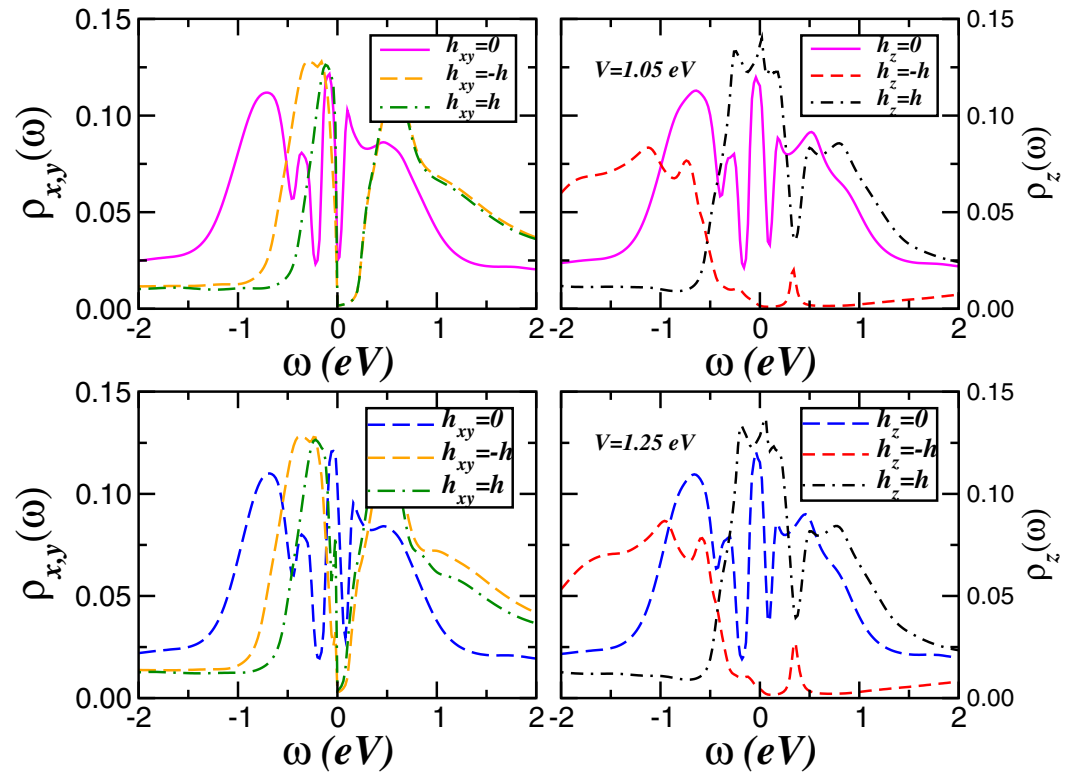 0.15
0.10
0.05
0.00
ρx,y(ω)
hxy=0
hxy=-h
hxy=h
-2 -1 0 1 2
ω (eV)
V=1.05 eV
hz=0
hz=-h
hz=h
0.15
0.10
0.05
0.00
ρz(ω)
-2 -1 0 1 2
ω (eV)
0.15
0.10
0.05
0.00
ρx,y(ω)
hxy=0
hxy=-h
hxy=h
-2 -1 0 1 2
ω (eV)
V=1.25 eV
hz=0
hz=-h
hz=h
0.15
0.10
0.05
0.00
ρz(ω)
-2 -1 0 1 2
ω (eV)